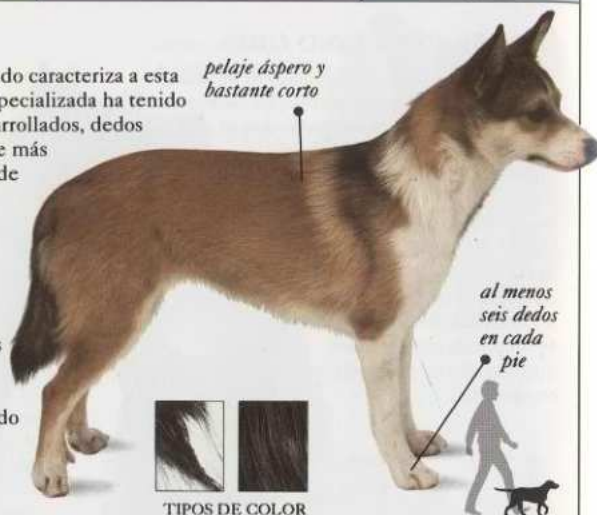 do caracteriza a esta
pecializada ha tenido
rrollados, dedos
e más
de
s
do
pelaje áspero y
bastante corto
al menos
seis dedos
en cada
pie
TIPOS DE COLOR